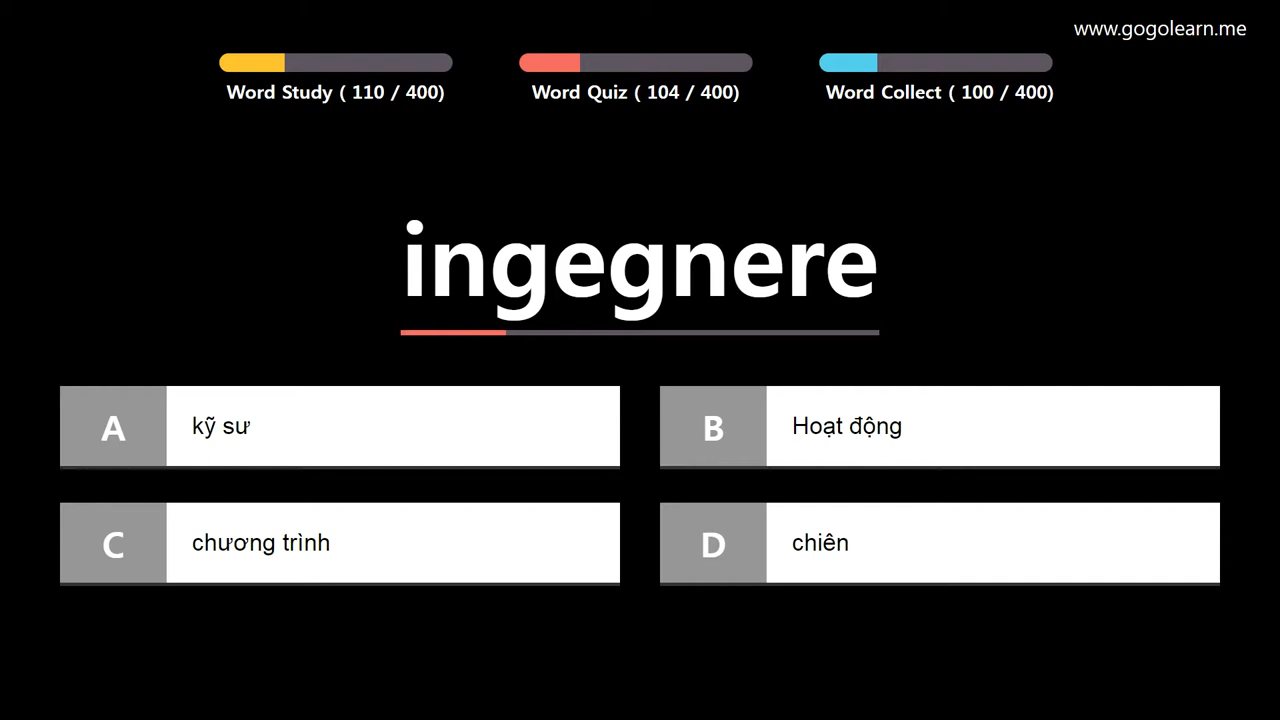 www.gogolearn.me
Word Study ( 110 / 400)
Word Quiz ( 104 / 400)
Word Collect ( 100 / 400)
ingegnere
A kỹ sư
B Hoạt động
C chương trình
D chiên